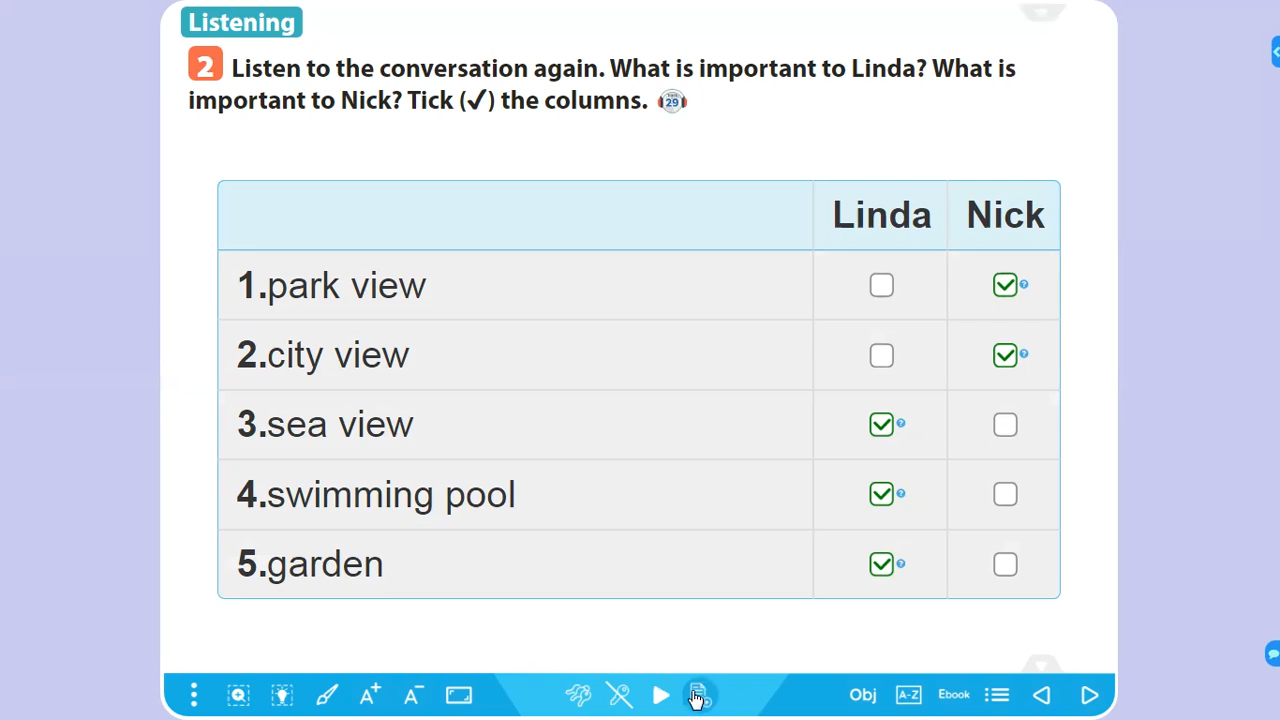 Listening
2 Listen to the conversation again. What is important to Linda? What is
important to Nick? Tick (✓) the columns. 29
Linda Nick
1.park view
2.city view
3.sea view
4.swimming pool
5.garden
A+ A- Obj A-Z Ebook